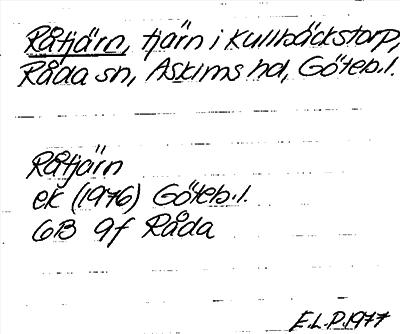 Råtjärn, tjärn i Kullbäckstorp,
Råda sn, Askims hd, Göteb.l.
Råtjärn
ek (1976) Göteb.l.
6B 9f Råda
E.L.P.1977